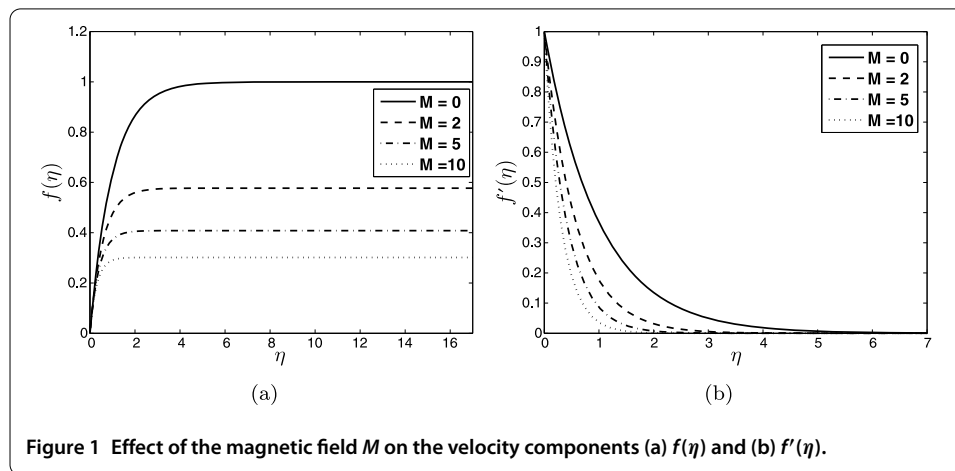 1.2
1
0.8
0.6
0.4
0.2
0
f(η)
0 2 4 6 8 10 12 14 16
η
M = 0
M = 2
M = 5
M =10
(a)
1
0.9
0.8
0.7
0.6
0.5
0.4
0.3
0.2
0.1
0
f′(η)
0 1 2 3 4 5 6 7
η
M = 0
M = 2
M = 5
M =10
(b)
Figure 1 Effect of the magnetic field M on the velocity components (a) f(η) and (b) f′(η).